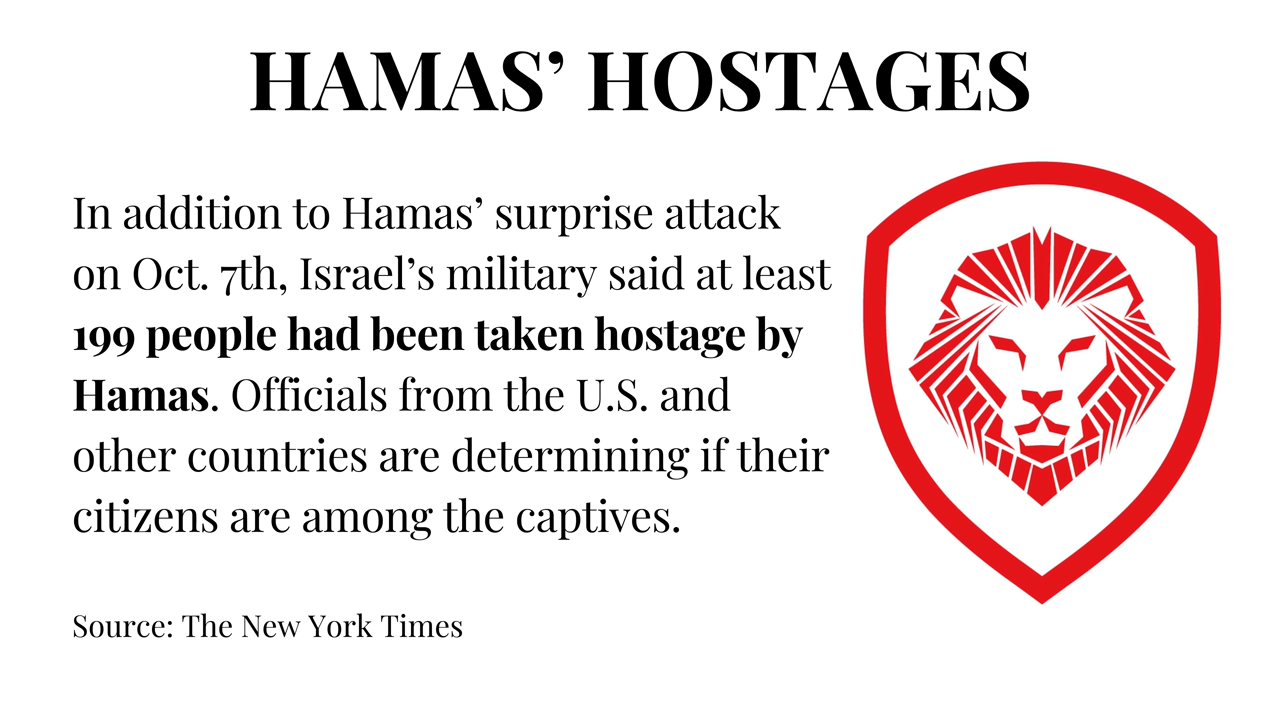 HAMAS’ HOSTAGES
In addition to Hamas’ surprise attack
on Oct. 7th, Israel’s military said at least
199 people had been taken hostage by
Hamas. Officials from the U.S. and
other countries are determining if their
citizens are among the captives.
Source: The New York Times